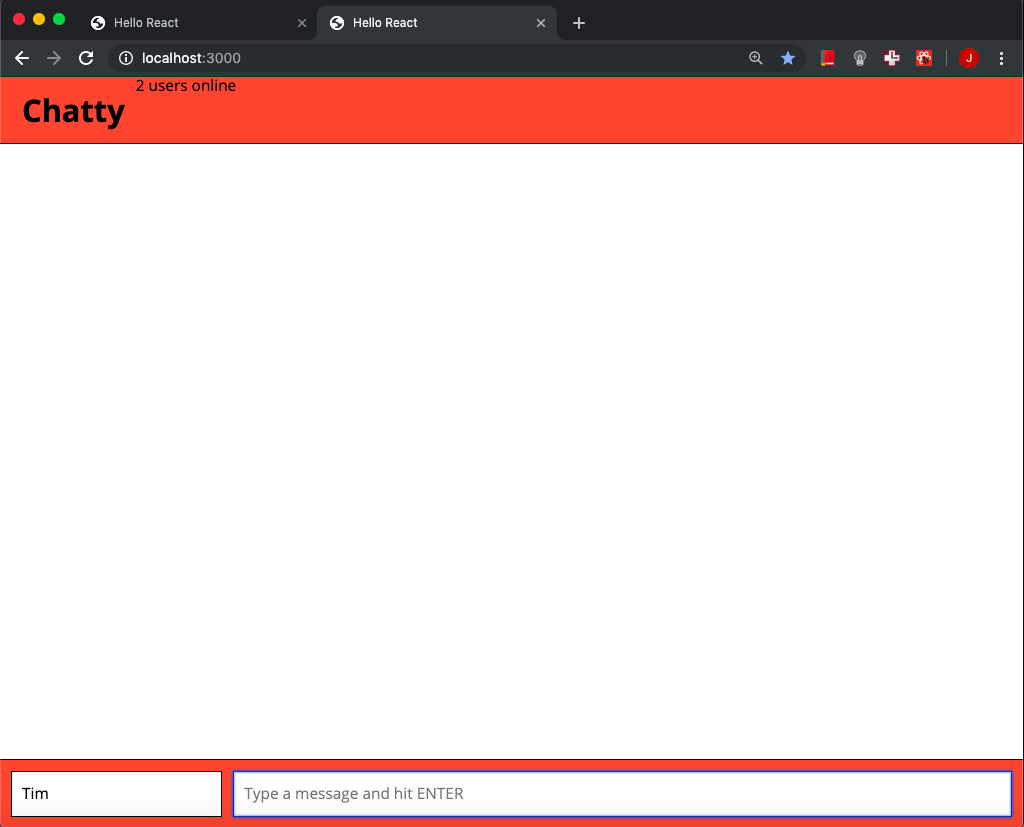 Hello React
Hello React
localhost:3000
J
2 users online
Chatty
Tim
Type a message and hit ENTER